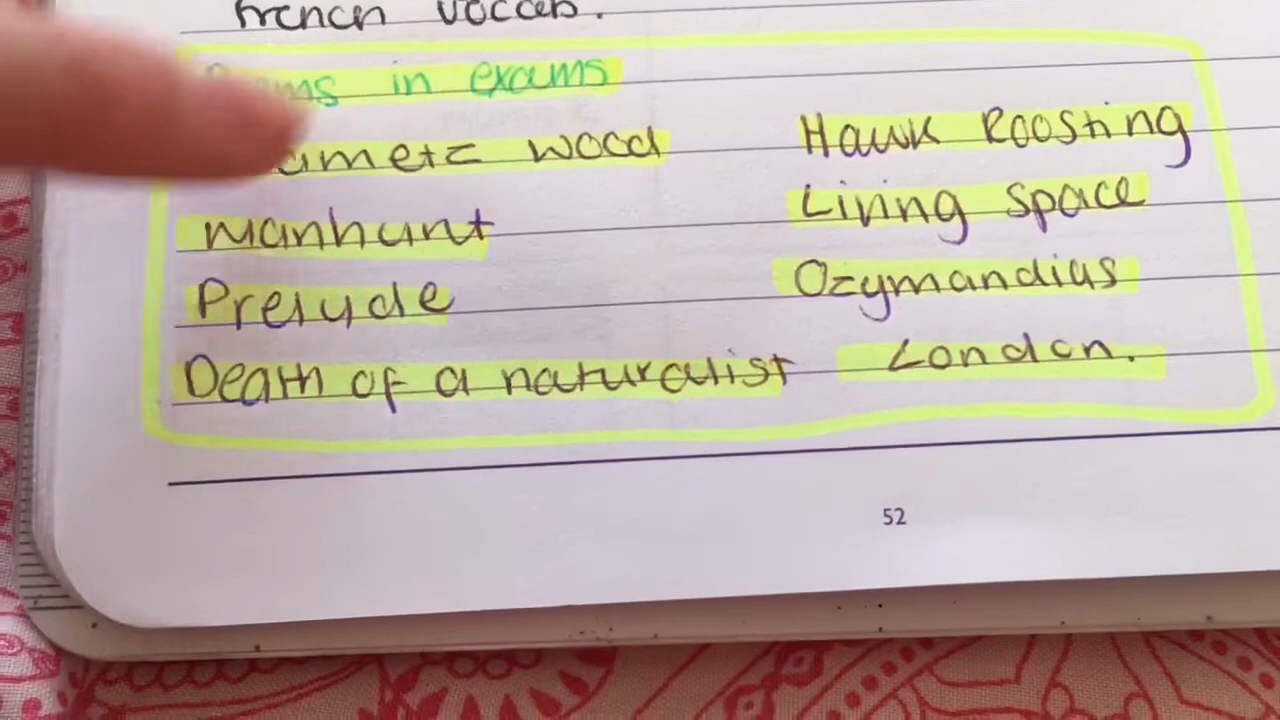 french vocab.
in exams
wood
Manhunt
Prelude
Death of a naturalist
Hawk Roosting
Living space
Ozymandias
London.
52